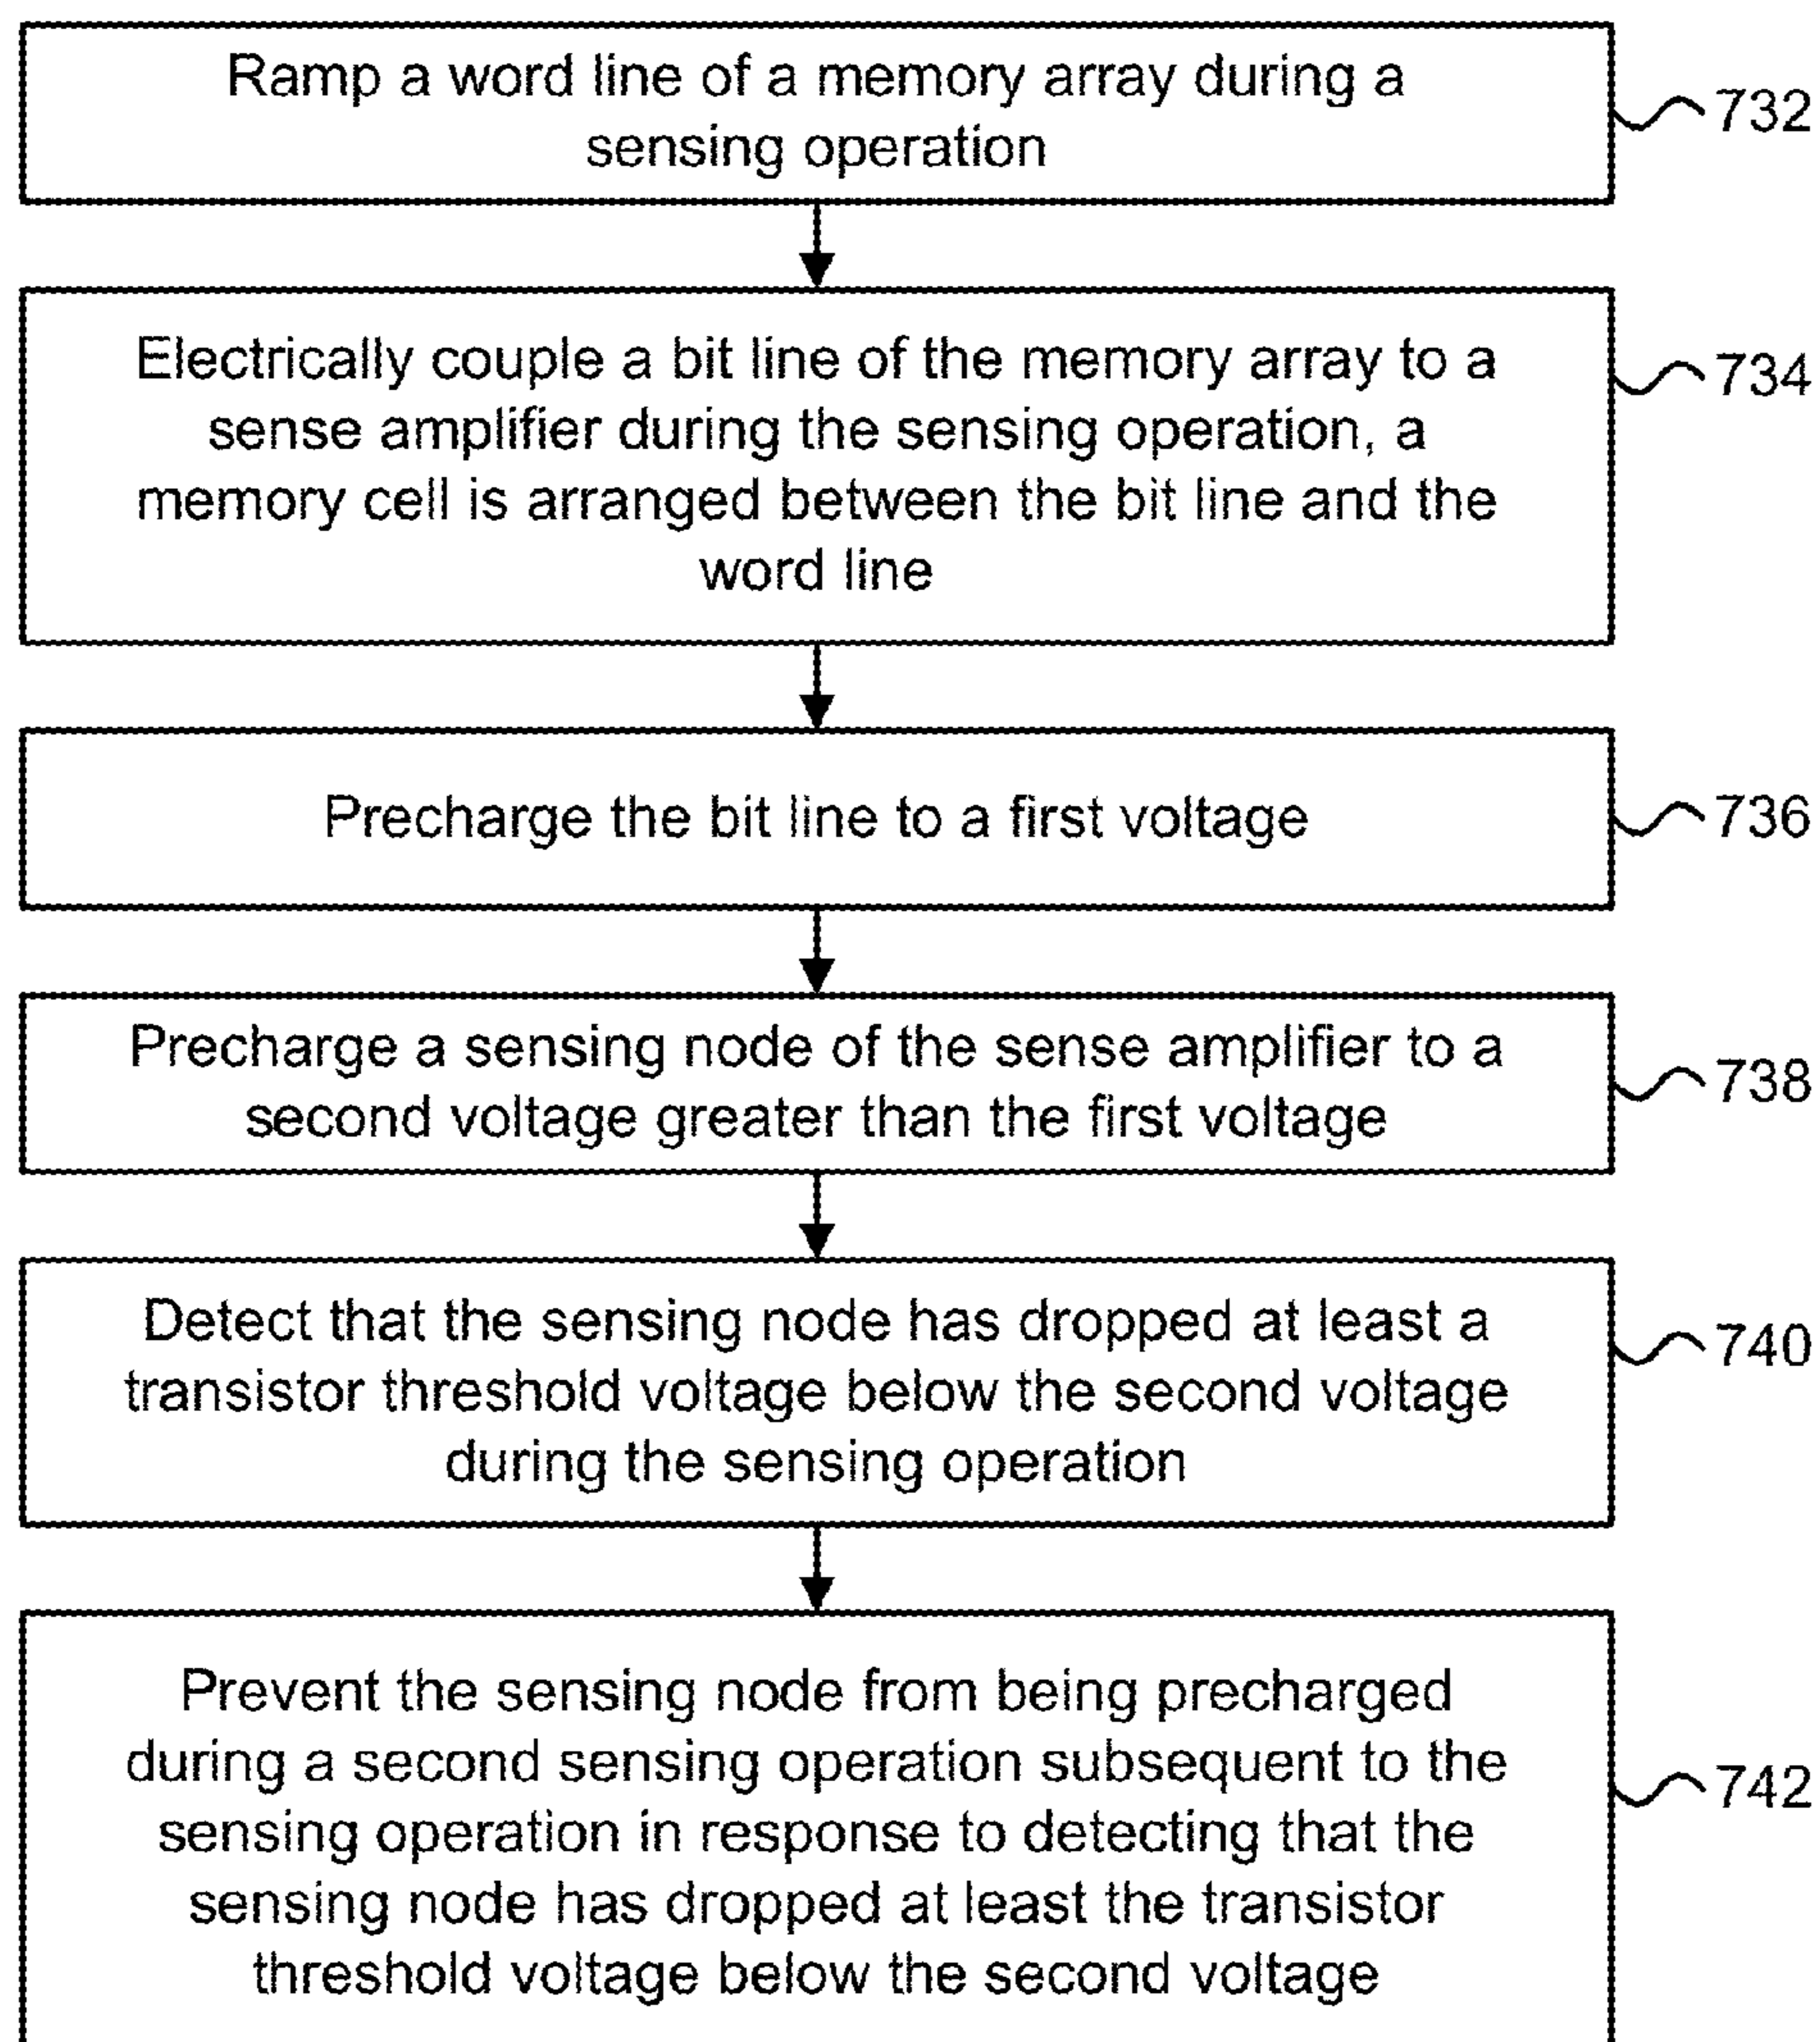 Ramp a word line of a memory array during a
sensing operation
732
Electrically couple a bit line of the memory array to a
sense amplifier during the sensing operation, a
memory cell is arranged between the bit line and the
word line
734
Precharge the bit line to a first voltage
736
Precharge a sensing node of the sense amplifier to a
second voltage greater than the first voltage
738
Detect that the sensing node has dropped at least a
transistor threshold voltage below the second voltage
during the sensing operation
740
Prevent the sensing node from being precharged
during a second sensing operation subsequent to the
sensing operation in response to detecting that the
sensing node has dropped at least the transistor
threshold voltage below the second voltage
742